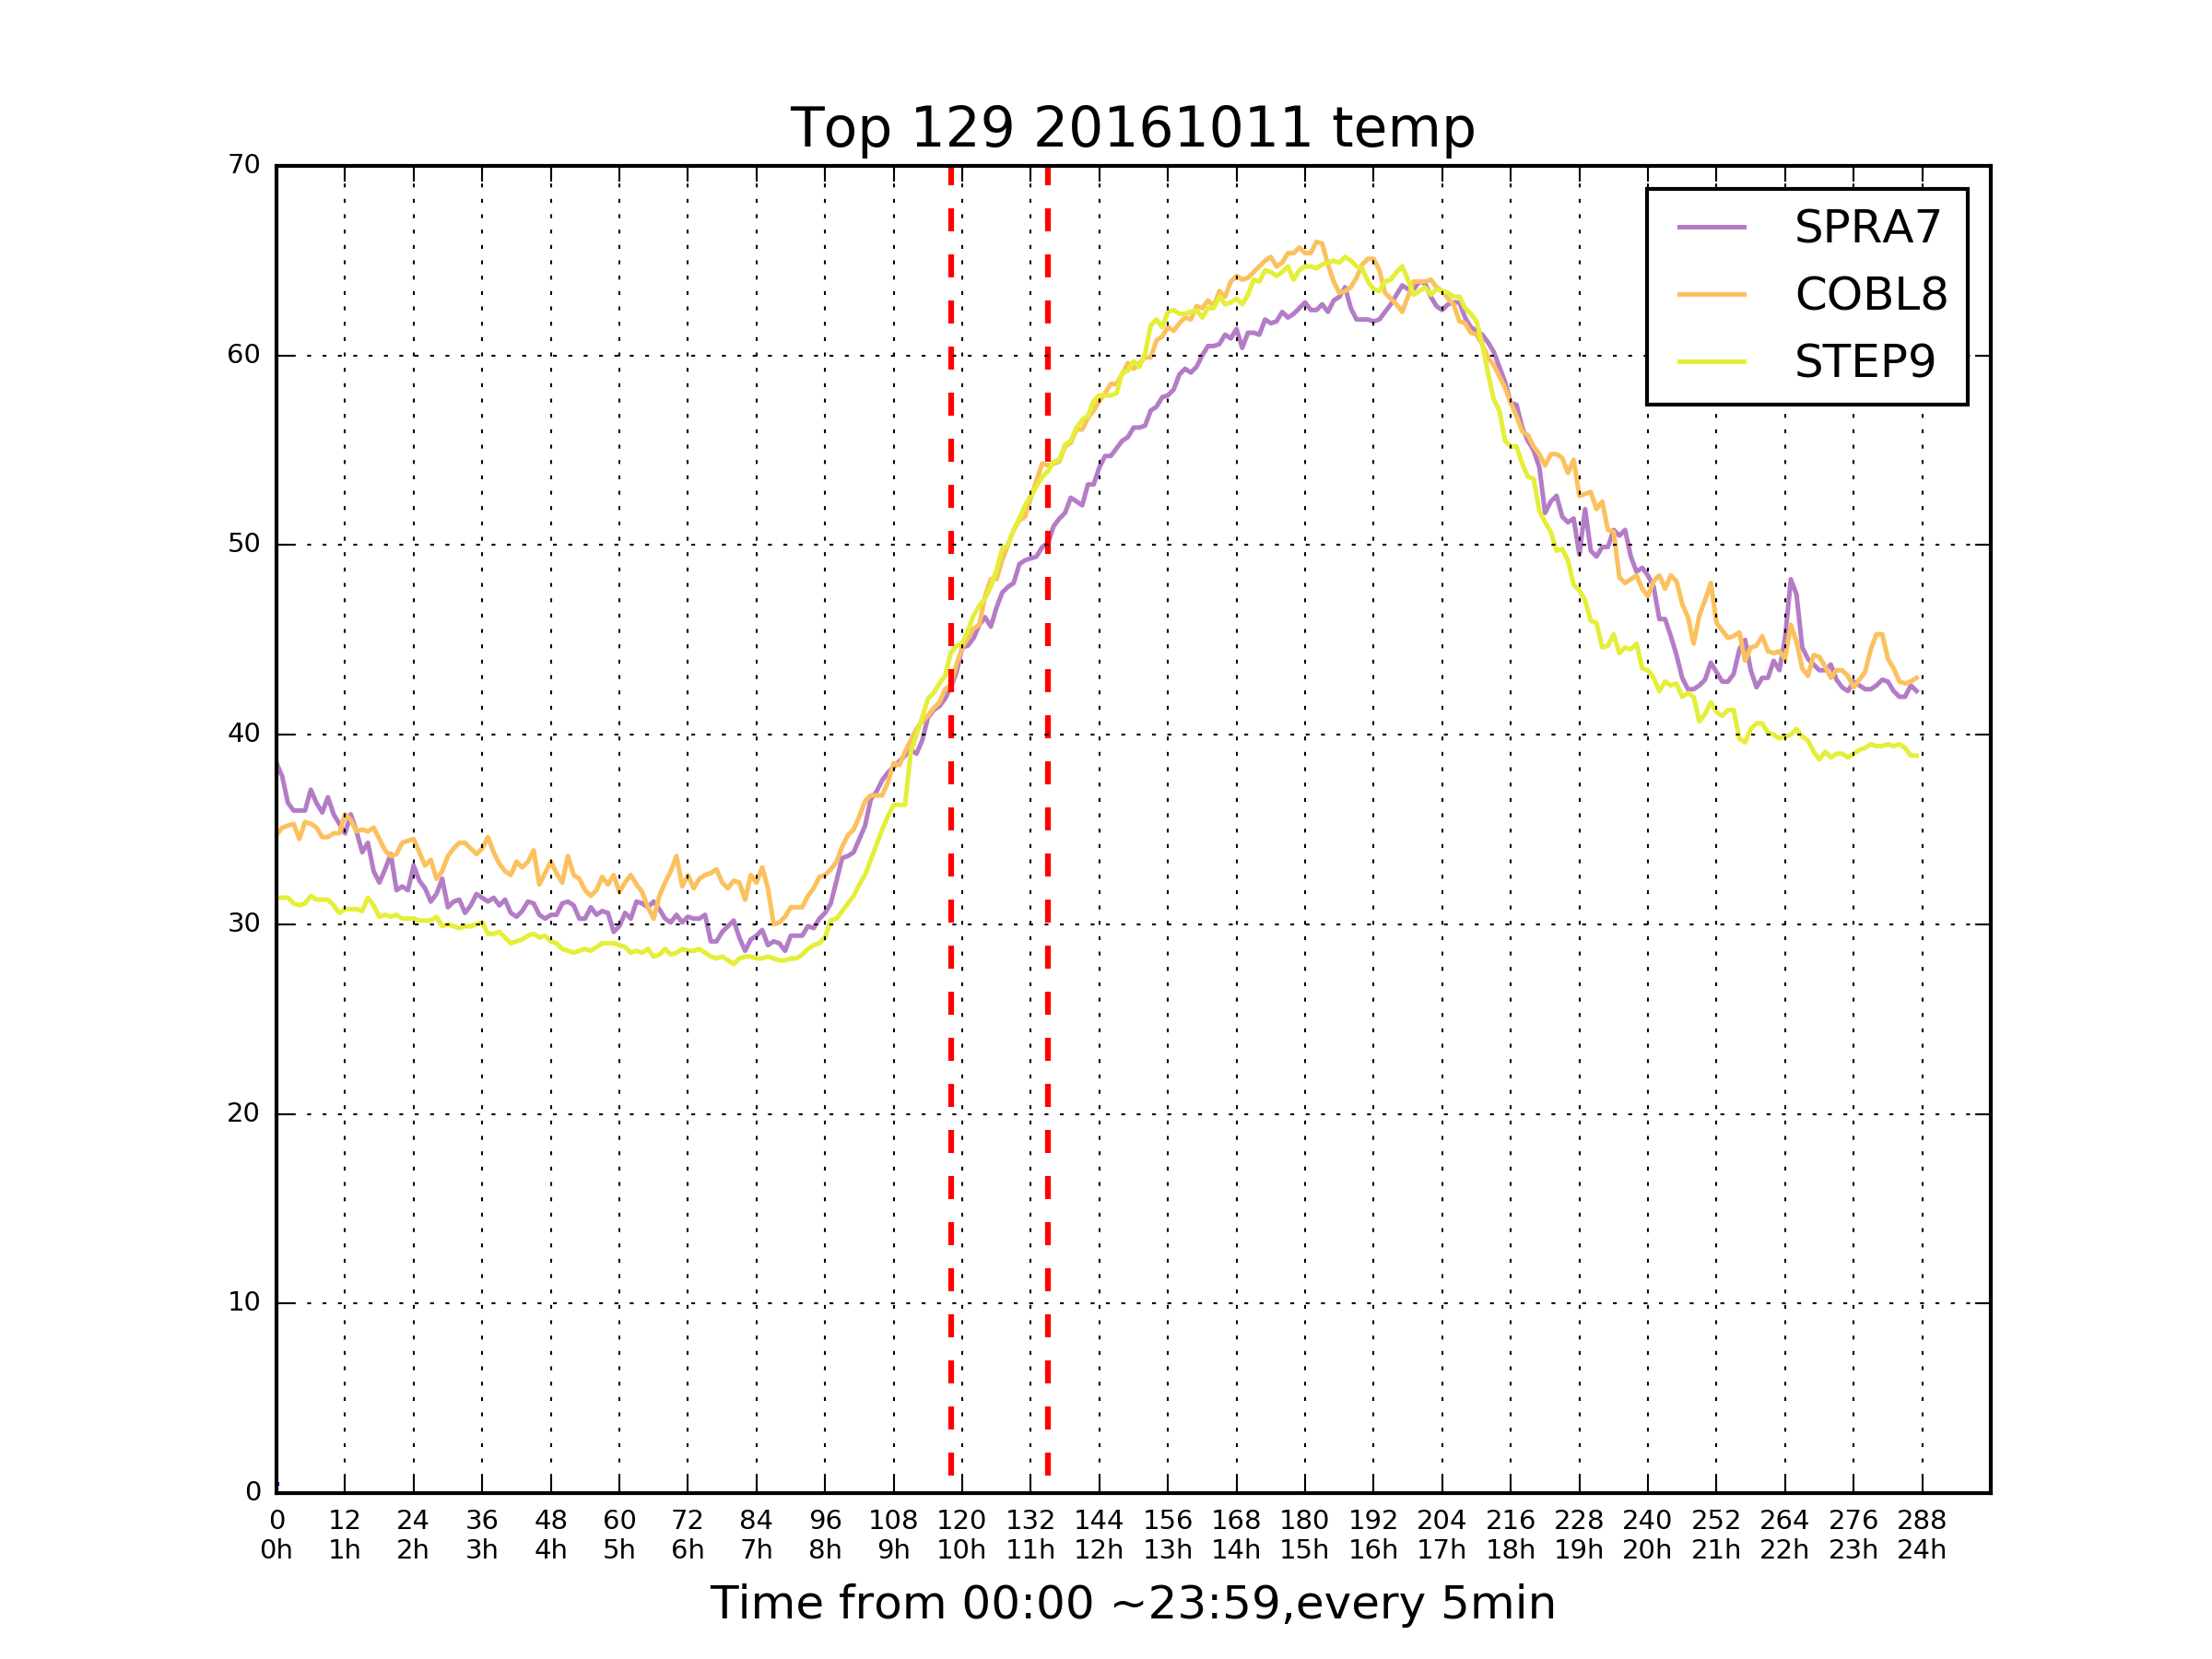 Top 129 20161011 temp
70
60
50
40
30
20
10
0
SPRA7
COBL8
STEP9
0 12 24 36 48 60 72 84 96 108 120 132 144 156 168 180 192 204 216 228 240 252 264 276 288
0h 1h 2h 3h 4h 5h 6h 7h 8h 9h 10h 11h 12h 13h 14h 15h 16h 17h 18h 19h 20h 21h 22h 23h 24h
Time from 00:00 ~23:59,every 5min